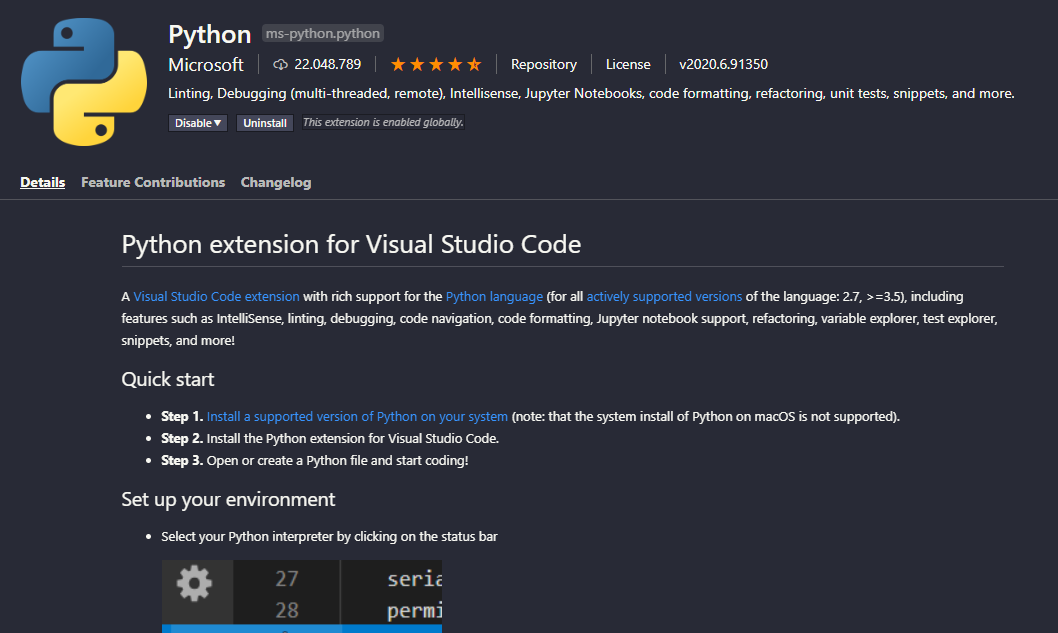 Python ms-python.python
Microsoft 22.048.789 Repository License v2020.6.91350
Linting, Debugging (multi-threaded, remote), Intellisense, Jupyter Notebooks, code formatting, refactoring, unit tests, snippets, and more.
Disable▼ Uninstall This extension is enabled globally.
Details Feature Contributions Changelog
Python extension for Visual Studio Code
A Visual Studio Code extension with rich support for the Python language (for all actively supported versions of the language: 2.7, >=3.5), including
features such as IntelliSense, linting, debugging, code navigation, code formatting, Jupyter notebook support, refactoring, variable explorer, test explorer,
snippets, and more!
Quick start
• Step 1. Install a supported version of Python on your system (note: that the system install of Python on macOS is not supported).
• Step 2. Install the Python extension for Visual Studio Code.
• Step 3. Open or create a Python file and start coding!
Set up your environment
• Select your Python interpreter by clicking on the status bar
27 seria
28 permi